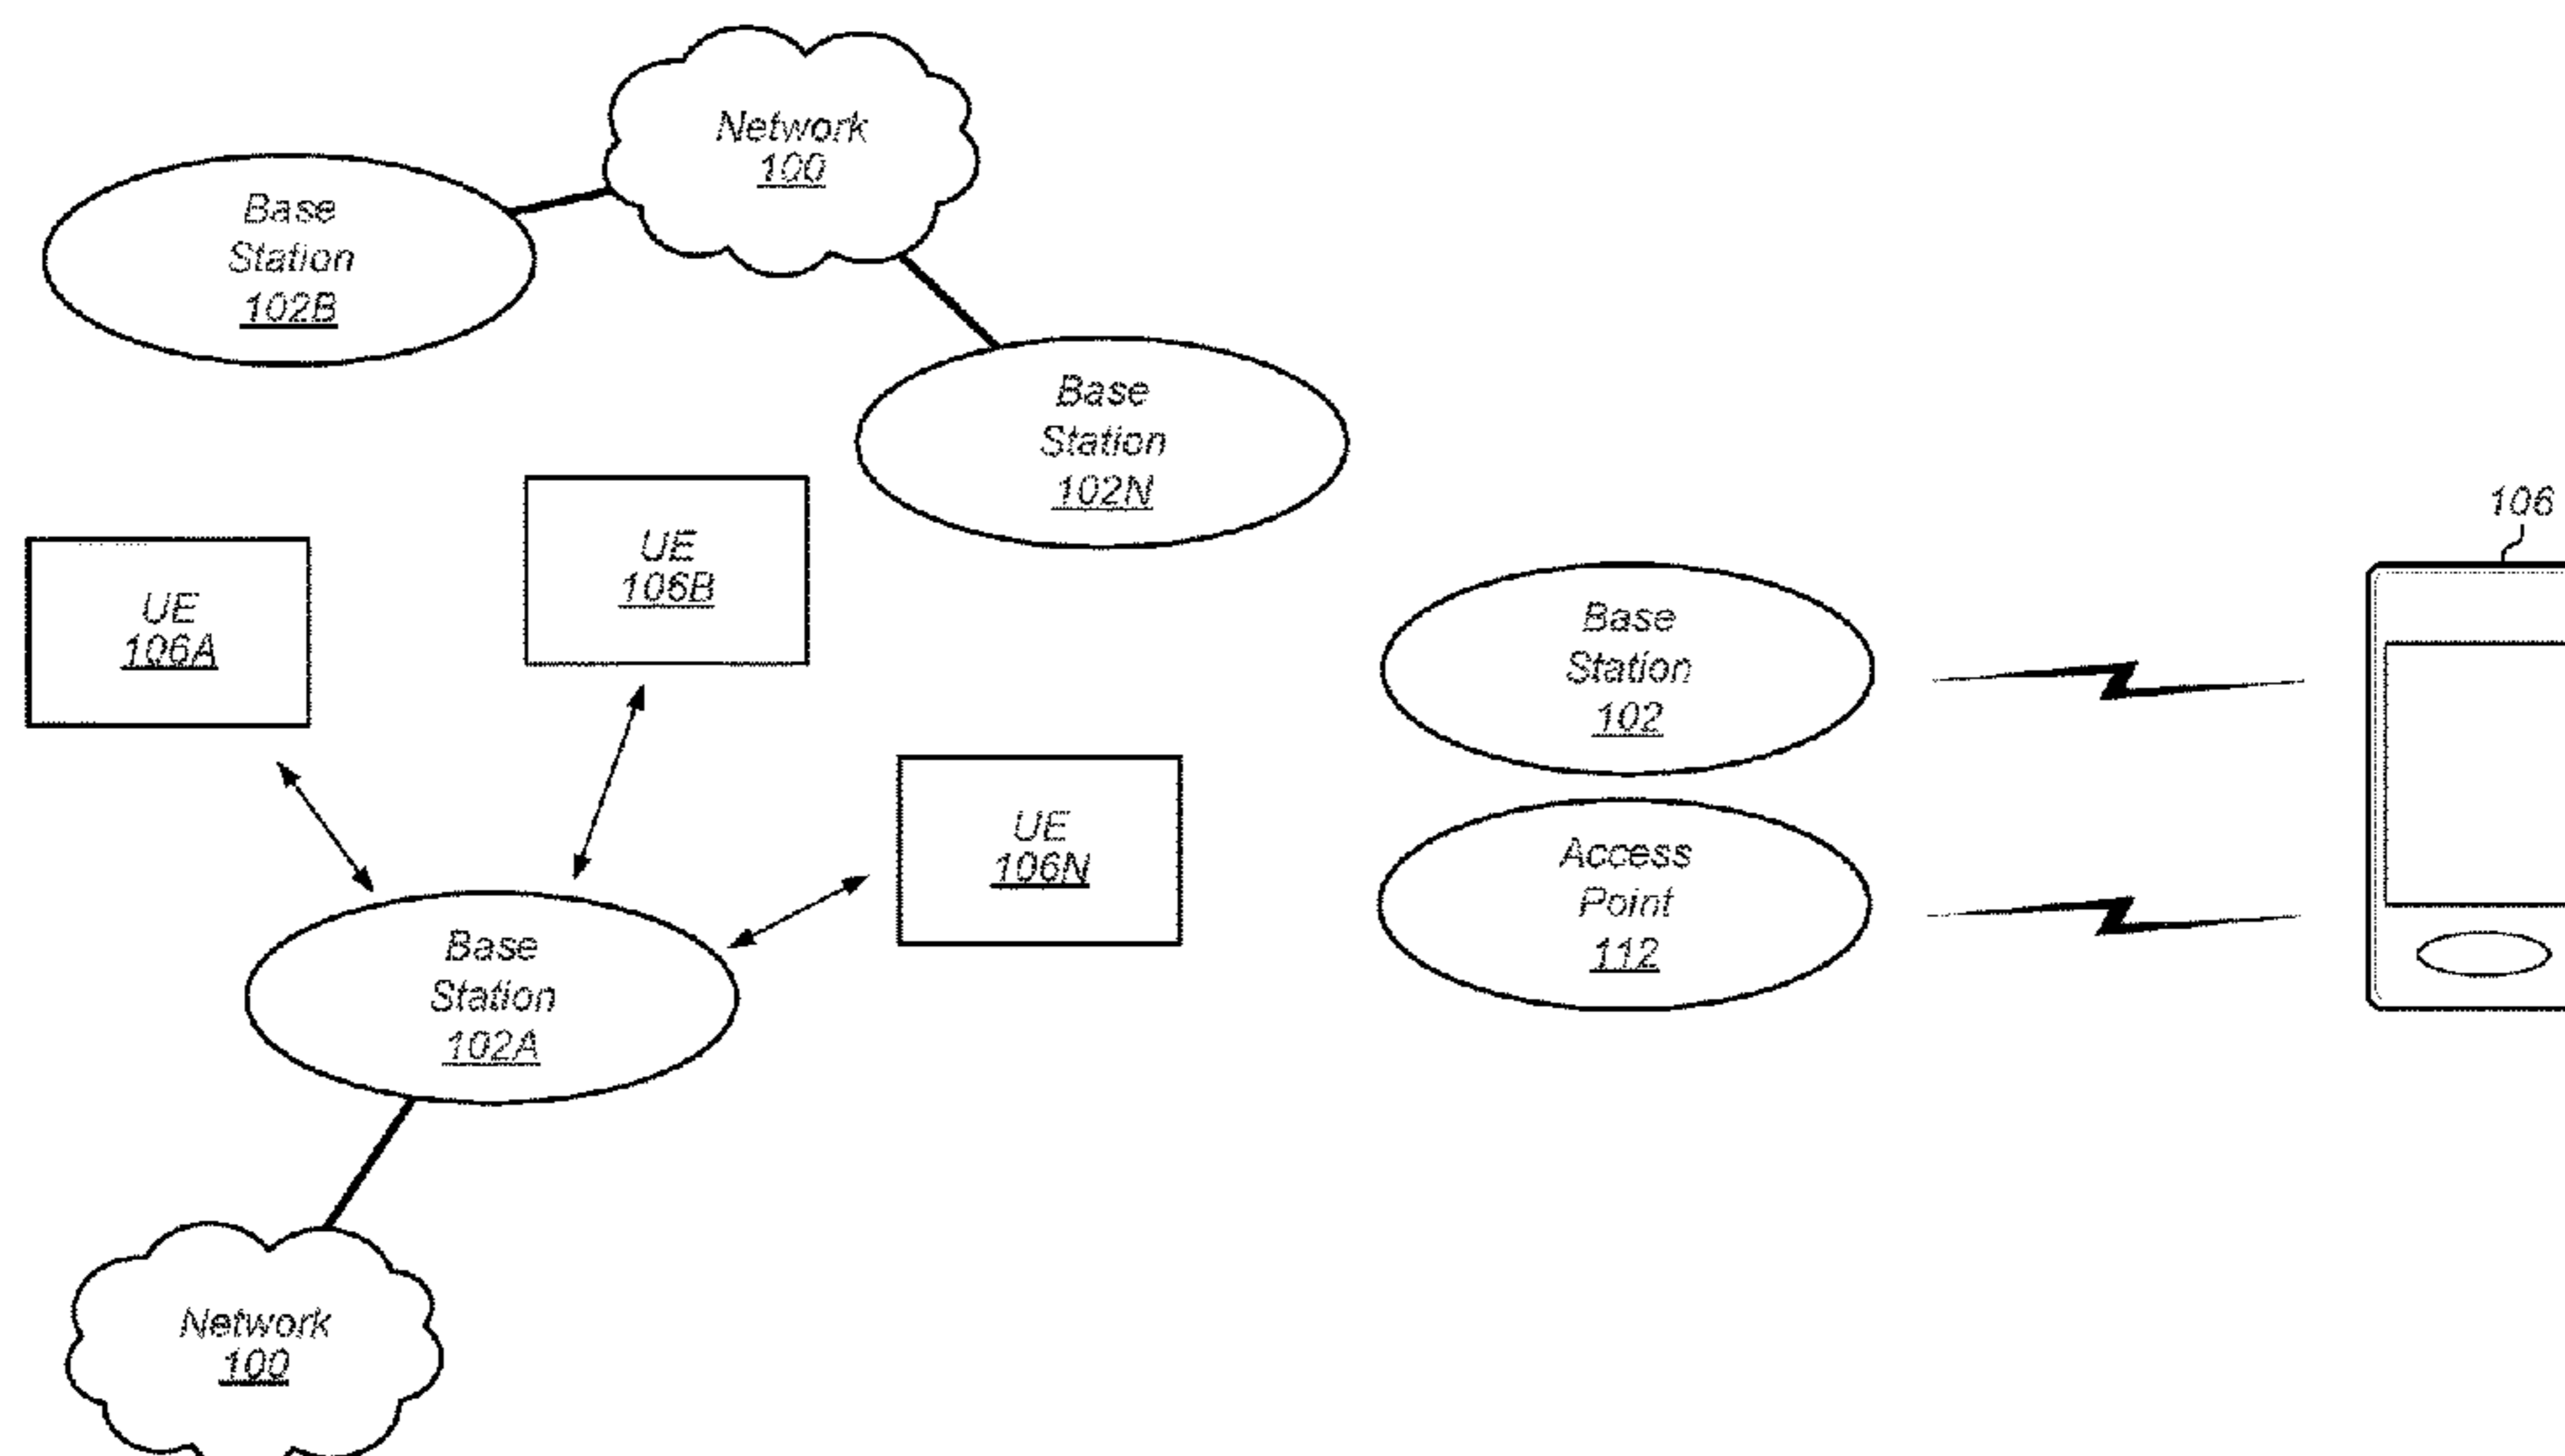 Network
100
Base
Station
102B
Base
Station
102N
UE
106B
UE
106A
UE
106N
Base
Station
102A
Network
100
106
Base
Station
102
Access
Point
112